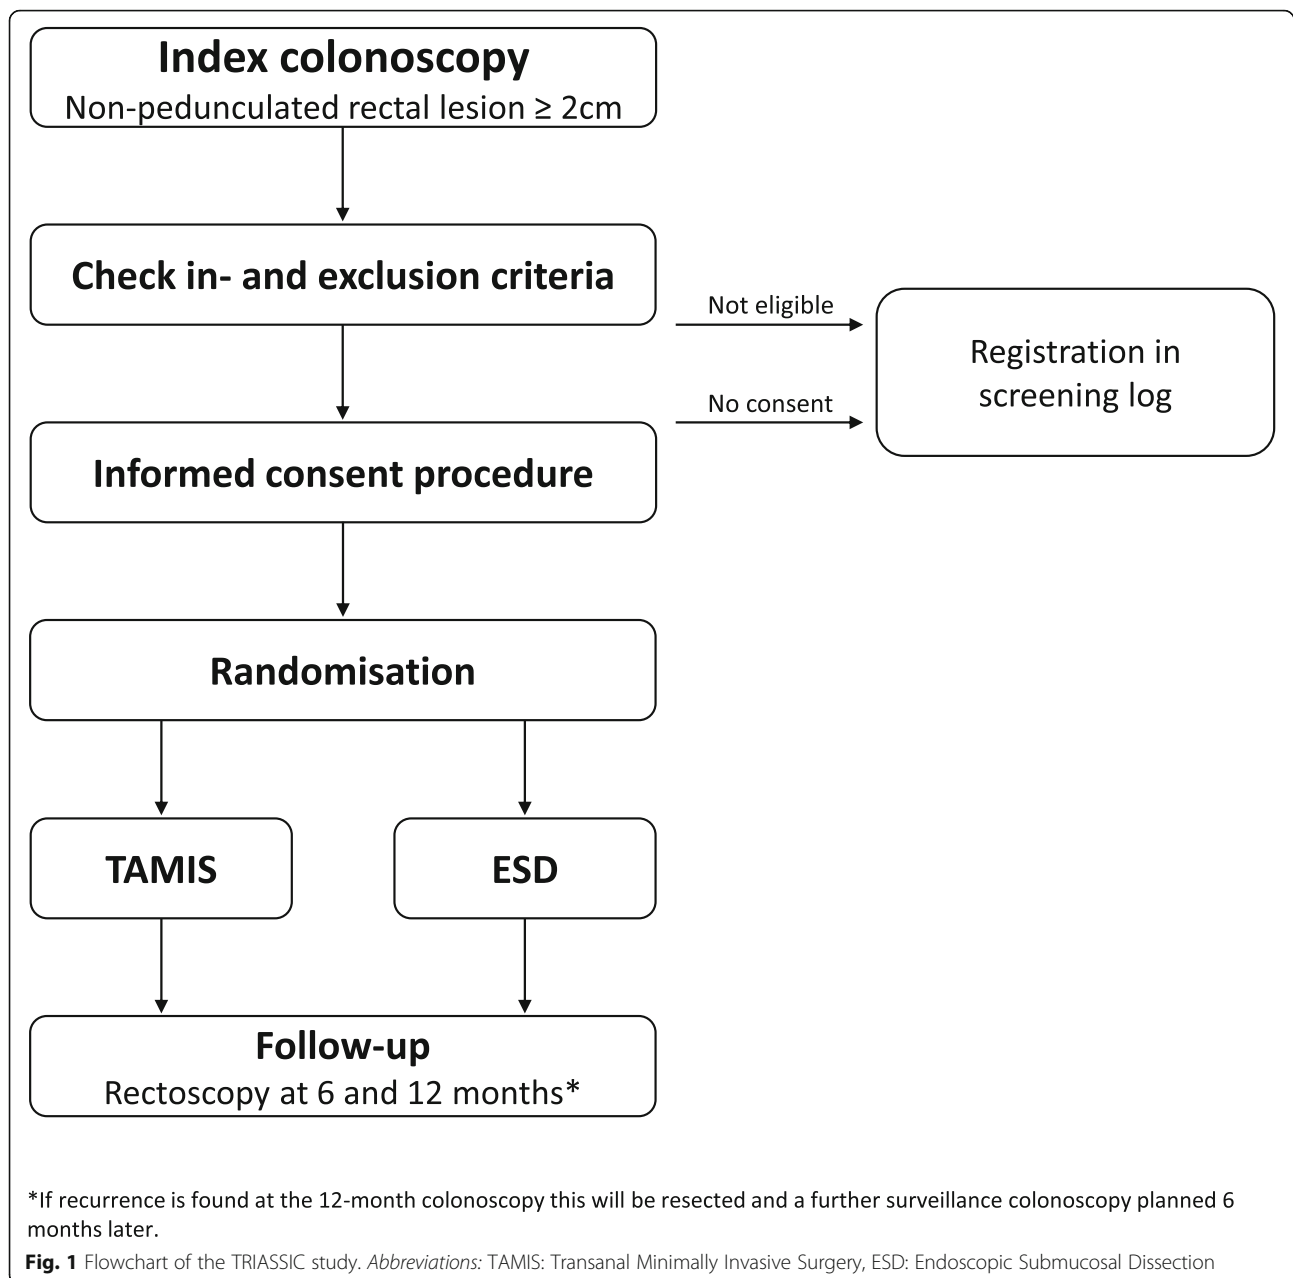 Index colonoscopy
Non-pedunculated rectal lesion ≥ 2cm
Check in- and exclusion criteria
Not eligible
Registration in
screening log
No consent
Informed consent procedure
Randomisation
TAMIS
ESD
Follow-up
Rectoscopy at 6 and 12 months*
*If recurrence is found at the 12-month colonoscopy this will be resected and a further surveillance colonoscopy planned 6
months later.
Fig. 1 Flowchart of the TRIASSIC study. Abbreviations: TAMIS: Transanal Minimally Invasive Surgery, ESD: Endoscopic Submucosal Dissection